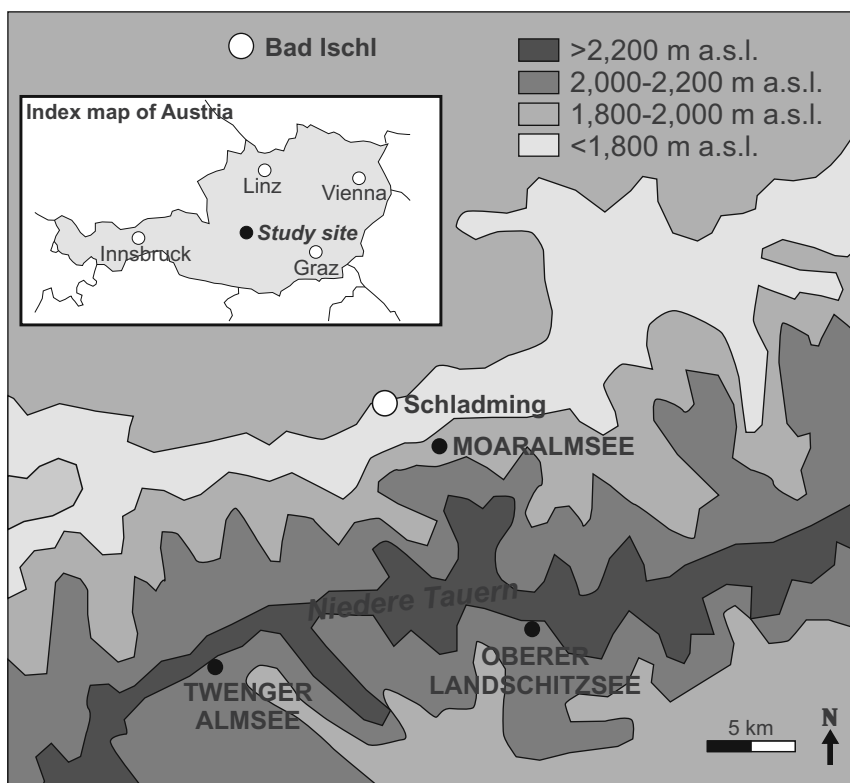 Bad Ischl
>2,200 m a.s.l.
2,000-2,200 m a.s.l.
1,800-2,000 m a.s.l.
<1,800 m a.s.l.
Index map of Austria
Linz
Vienna
Study site
Innsbruck
Graz
Schladming
MOARALMSEE
Niedere Tauern
OBERER
LANDSCHITZSEE
TWENGER
ALMSEE
5 km
N